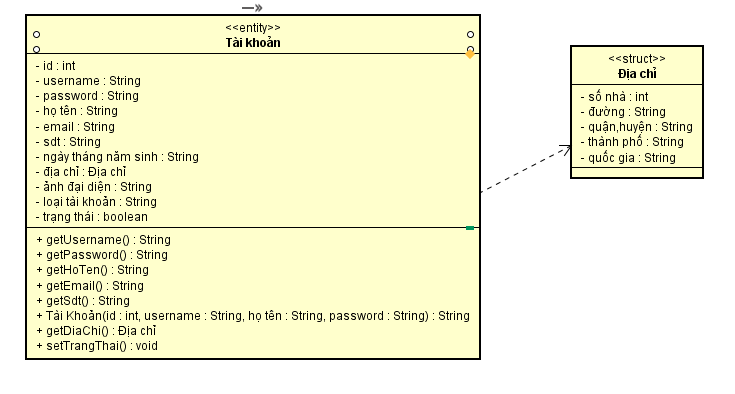 <<entity>>
Tài khoản
- id : int
- username : String
- password : String
- họ tên : String
- email : String
- sdt : String
- ngày tháng năm sinh : String
- địa chỉ : Địa chỉ
- ảnh đại diện : String
- loại tài khoản : String
- trạng thái : boolean
+ getUsername() : String
+ getPassword() : String
+ getHoTen() : String
+ getEmail() : String
+ getSdt() : String
+ Tài Khoản(id : int, username : String, họ tên : String, password : String) : String
+ getDiaChi() : Địa chỉ
+ setTrangThai() : void
<<struct>>
Địa chỉ
- số nhà : int
- đường : String
- quận,huyện : String
- thành phố : String
- quốc gia : String